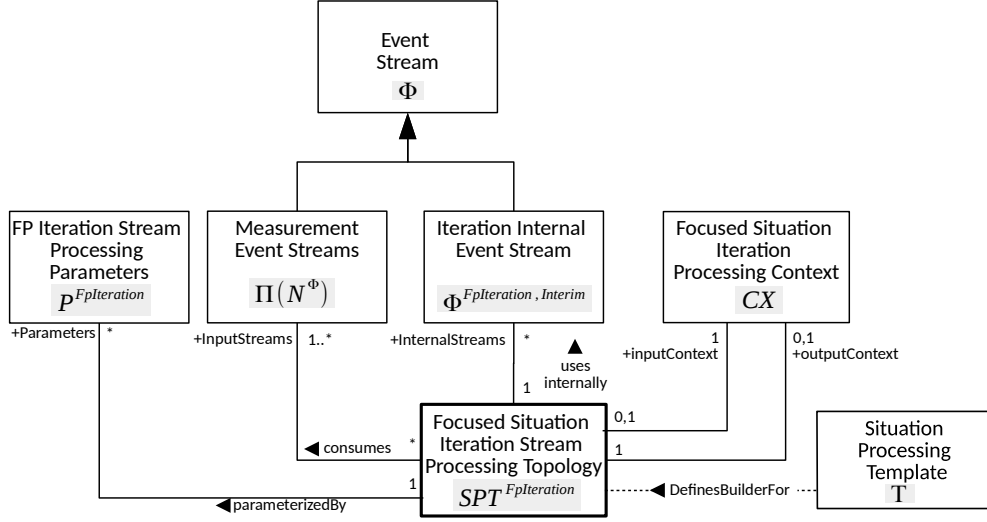 Event
Stream
Φ
FP Iteration Stream
Processing
Parameters
P^FpIteration
Measurement
Event Streams
Π(N^Φ)
Iteration Internal
Event Stream
Φ^FpIteration , Interim
Focused Situation
Iteration
Processing Context
CX
+Parameters *
+InputStreams 1..*
+InternalStreams *
uses
internally
1
+inputContext
0,1
+outputContext
1
Focused Situation
Iteration Stream
Processing Topology
SPT^FpIteration
0,1
1
consumes *
1
parameterizedBy
DefinesBuilderFor
Situation
Processing
Template
T